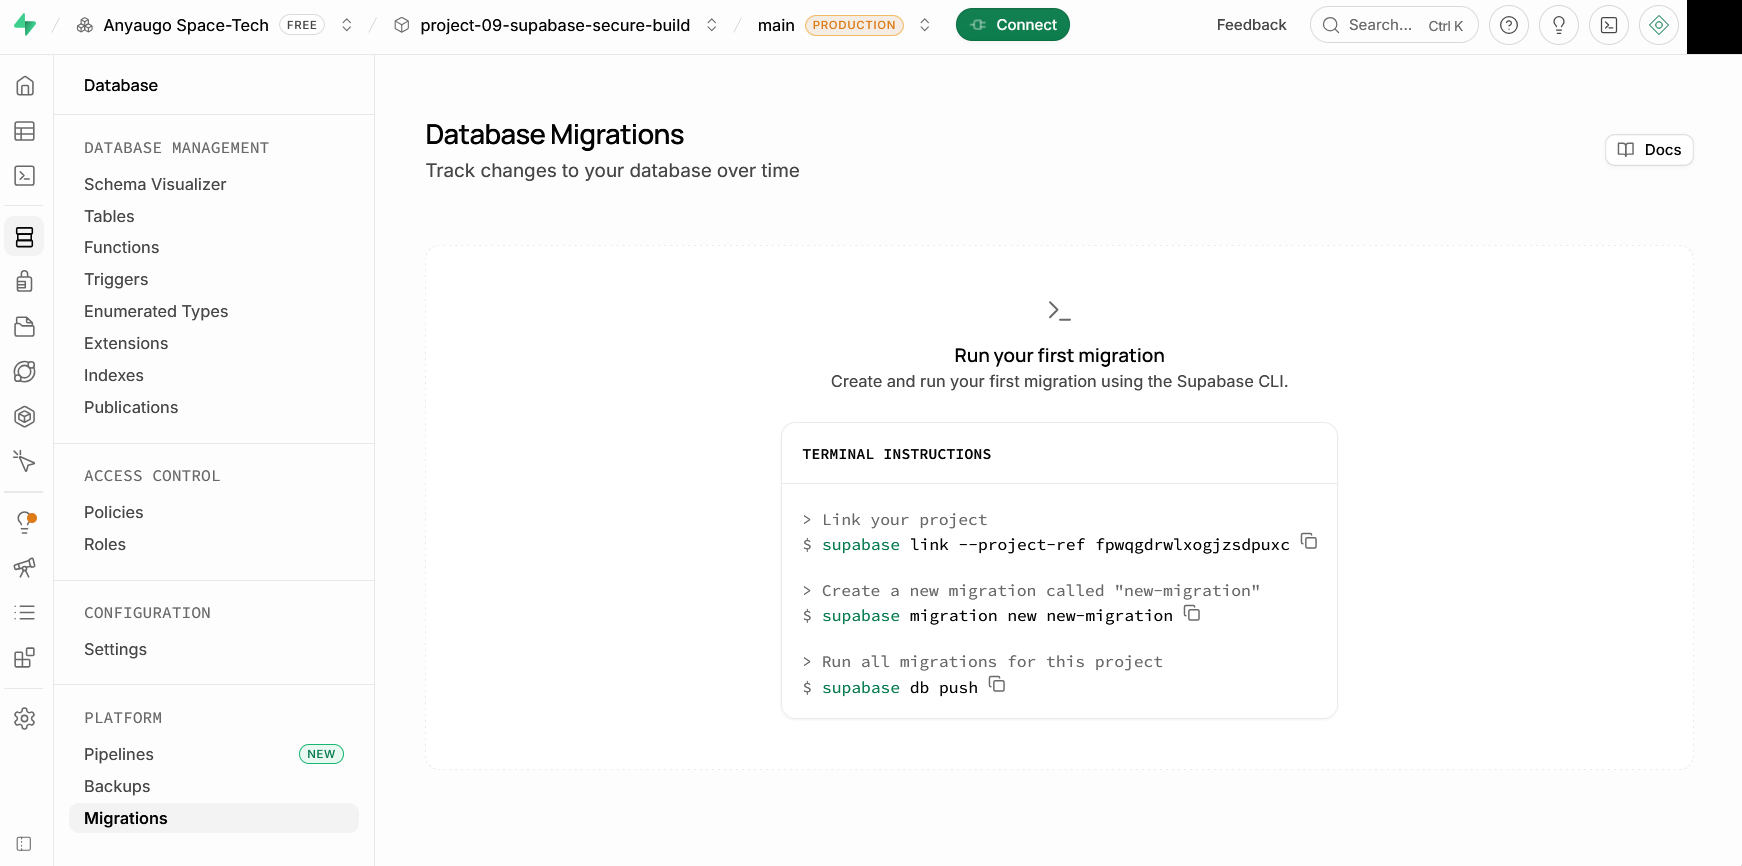 Anyaugo Space-Tech FREE project-09-supabase-secure-build main PRODUCTION Connect Feedback Search... Ctrl K
Database
DATABASE MANAGEMENT
Schema Visualizer
Tables
Functions
Triggers
Enumerated Types
Extensions
Indexes
Publications
ACCESS CONTROL
Policies
Roles
CONFIGURATION
Settings
PLATFORM
Pipelines NEW
Backups
Migrations
Database Migrations
Track changes to your database over time
Docs
>_
Run your first migration
Create and run your first migration using the Supabase CLI.
TERMINAL INSTRUCTIONS
> Link your project
$ supabase link --project-ref fpwqgdrwlxogjzsdpuxc
> Create a new migration called "new-migration"
$ supabase migration new new-migration
> Run all migrations for this project
$ supabase db push